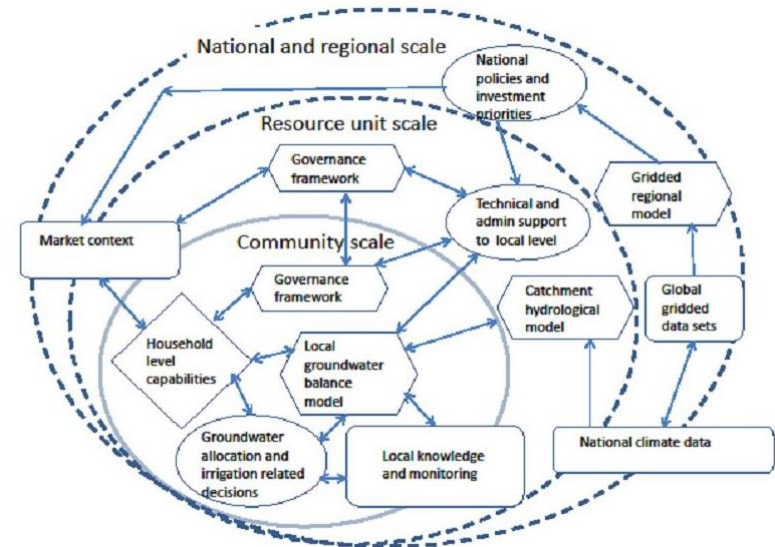 National and regional scale
National
policies and
investment
priorities
Resource unit scale
Governance
framework
Gridded
regional
model
Technical and
admin support
to local level
Market context
Community scale
Governance
framework
Catchment
hydrological
model
Global
gridded
data sets
Household
level
capabilities
Local
groundwater
balance
model
Groundwater
allocation and
irrigation related
decisions
Local knowledge
and monitoring
National climate data